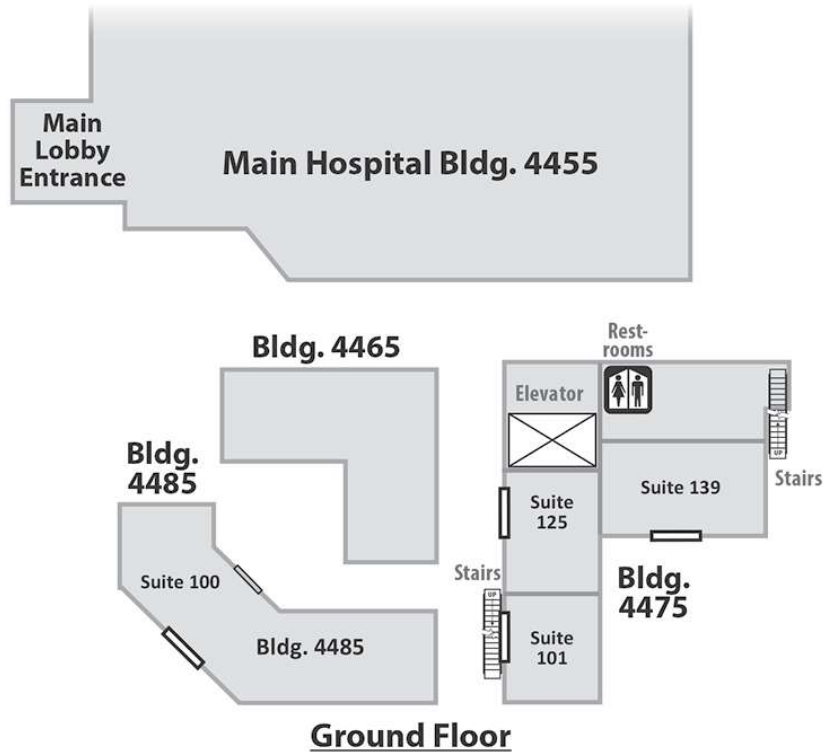 Main
Lobby
Entrance
Main Hospital Bldg. 4455
Bldg. 4465
Rest-
rooms
Elevator
Bldg.
4485
UP
Stairs
Suite
125
Suite 139
Suite 100
Stairs
UP
Bldg.
4475
Bldg. 4485
Suite
101
Ground Floor